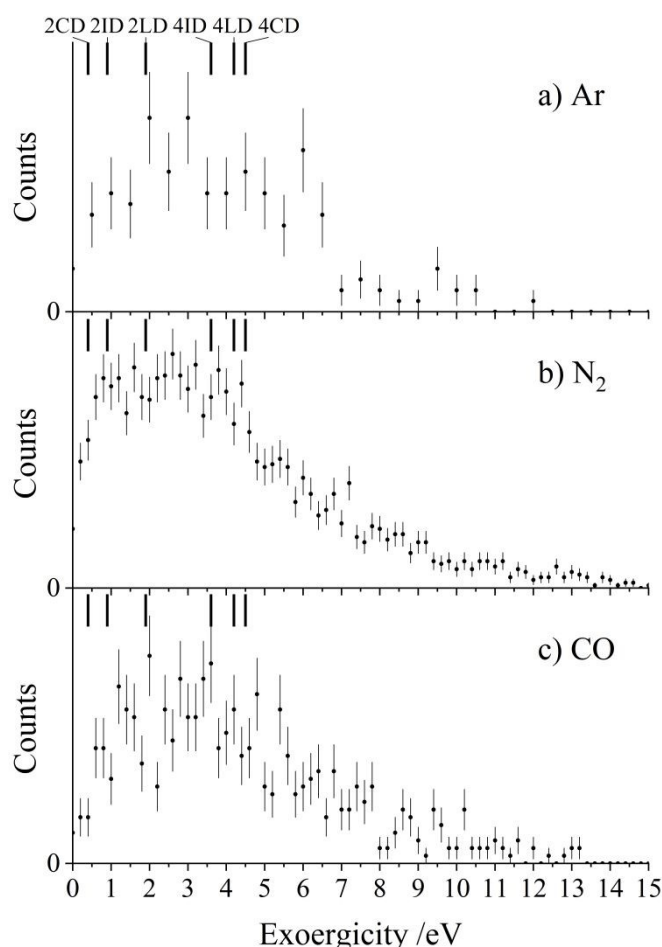 2CD 2ID 2LD 4ID 4LD 4CD
a) Ar
Counts
0
b) N₂
Counts
0
c) CO
Counts
0
0 1 2 3 4 5 6 7 8 9 10 11 12 13 14 15
Exoergicity /eV